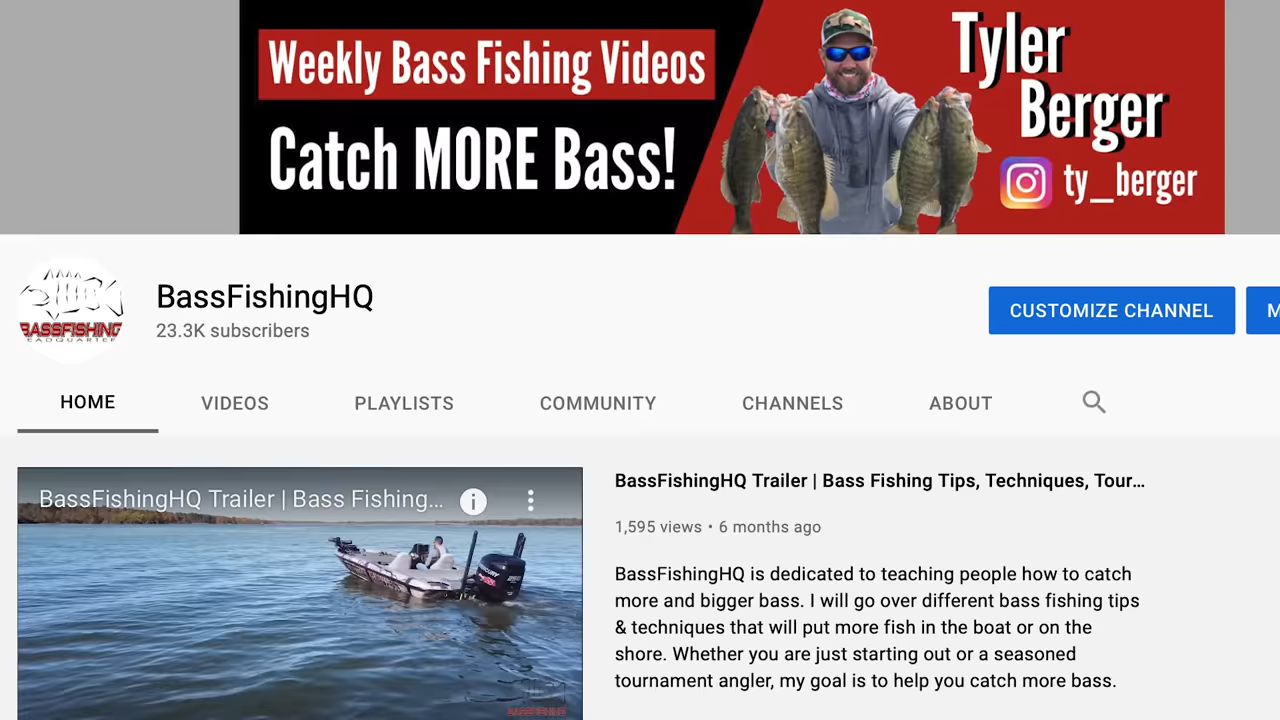 Weekly Bass Fishing Videos
Catch MORE Bass!
Tyler
Berger
ty_berger
BASSFISHING
BassFishingHQ
23.3K subscribers
CUSTOMIZE CHANNEL
M
HOME
VIDEOS
PLAYLISTS
COMMUNITY
CHANNELS
ABOUT
BassFishingHQ Trailer | Bass Fishing...
BassFishingHQ Trailer | Bass Fishing Tips, Techniques, Tour...
1,595 views • 6 months ago
BassFishingHQ is dedicated to teaching people how to catch
more and bigger bass. I will go over different bass fishing tips
& techniques that will put more fish in the boat or on the
shore. Whether you are just starting out or a seasoned
tournament angler, my goal is to help you catch more bass.